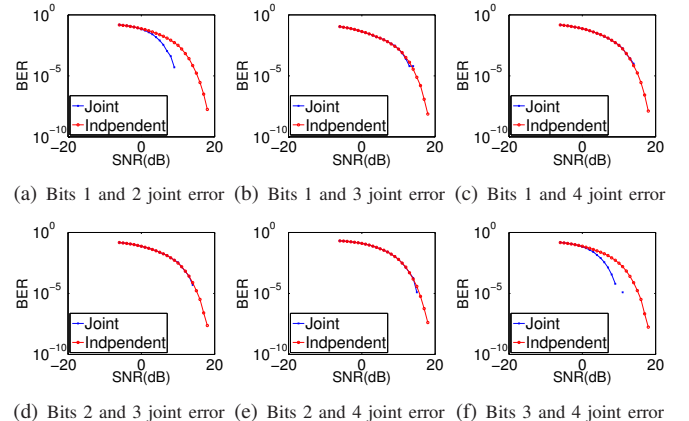 10^0
10^-5
10^-10
BER
Joint
Indpendent
-20 0 20
SNR(dB)
10^0
10^-5
10^-10
BER
Joint
Indpendent
-20 0 20
SNR(dB)
10^0
10^-5
10^-10
BER
Joint
Indpendent
-20 0 20
SNR(dB)
(a) Bits 1 and 2 joint error (b) Bits 1 and 3 joint error (c) Bits 1 and 4 joint error
10^0
10^-5
10^-10
BER
Joint
Indpendent
-20 0 20
SNR(dB)
10^0
10^-5
10^-10
BER
Joint
Indpendent
-20 0 20
SNR(dB)
10^0
10^-5
10^-10
BER
Joint
Indpendent
-20 0 20
SNR(dB)
(d) Bits 2 and 3 joint error (e) Bits 2 and 4 joint error (f) Bits 3 and 4 joint error